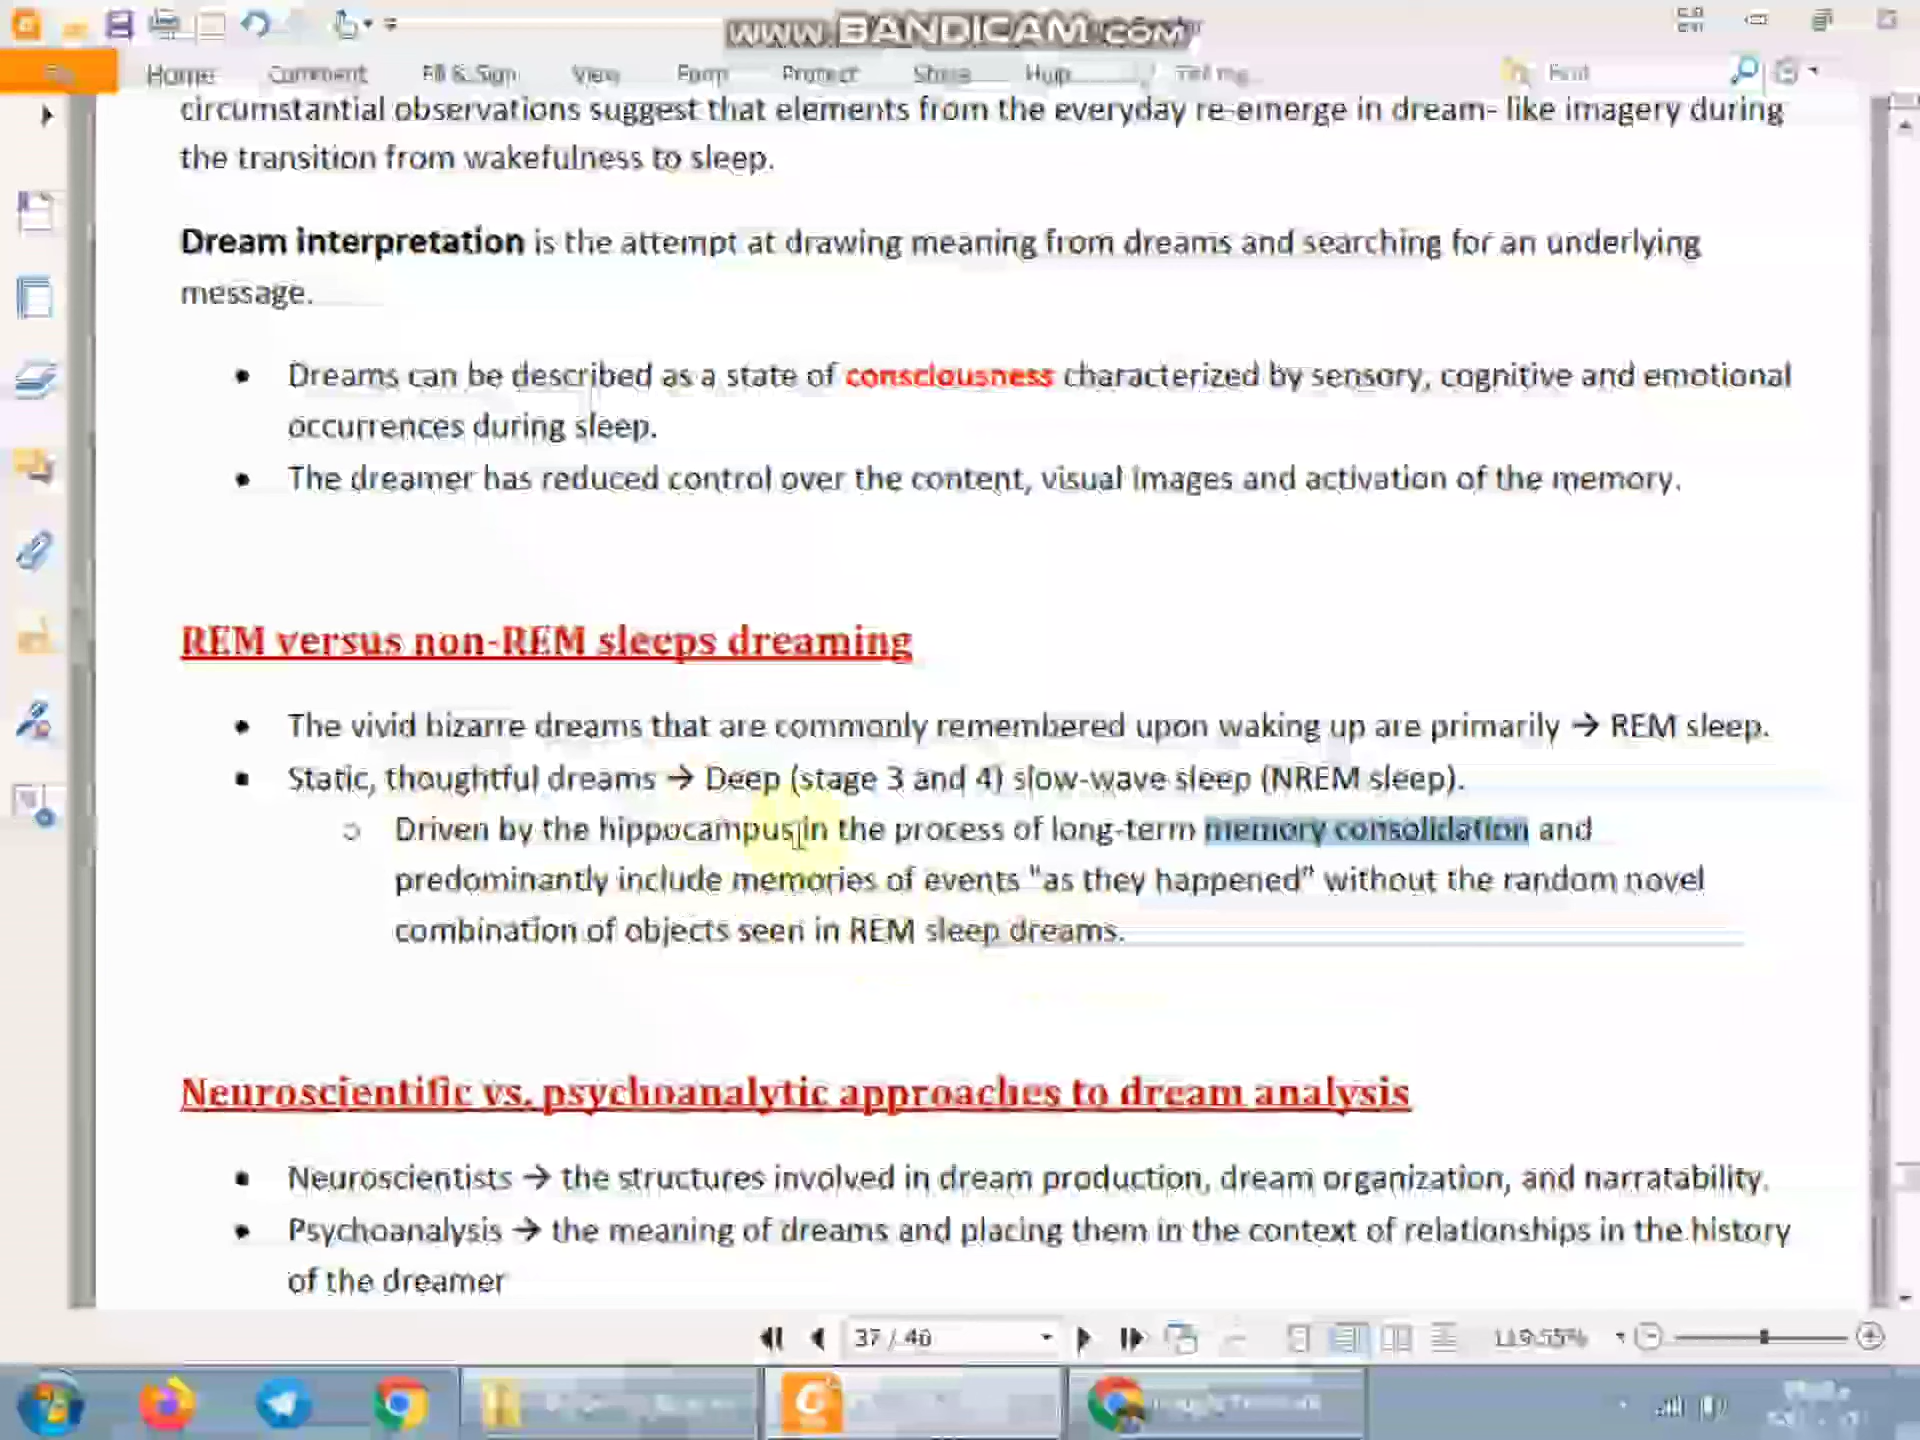 www.BANDICAM.com
Home Comment Fill & Sign View Form Protect Share Help Tell me... Find
circumstantial observations suggest that elements from the everyday re-emerge in dream- like imagery during
the transition from wakefulness to sleep.
Dream interpretation is the attempt at drawing meaning from dreams and searching for an underlying
message.
• Dreams can be described as a state of consciousness characterized by sensory, cognitive and emotional
occurrences during sleep.
• The dreamer has reduced control over the content, visual images and activation of the memory.
REM versus non-REM sleeps dreaming
• The vivid bizarre dreams that are commonly remembered upon waking up are primarily → REM sleep.
• Static, thoughtful dreams → Deep (stage 3 and 4) slow-wave sleep (NREM sleep).
o Driven by the hippocampus in the process of long-term memory consolidation and
predominantly include memories of events "as they happened" without the random novel
combination of objects seen in REM sleep dreams.
Neuroscientific vs. psychoanalytic approaches to dream analysis
• Neuroscientists → the structures involved in dream production, dream organization, and narratability.
• Psychoanalysis → the meaning of dreams and placing them in the context of relationships in the history
of the dreamer
37 / 40
119.55%